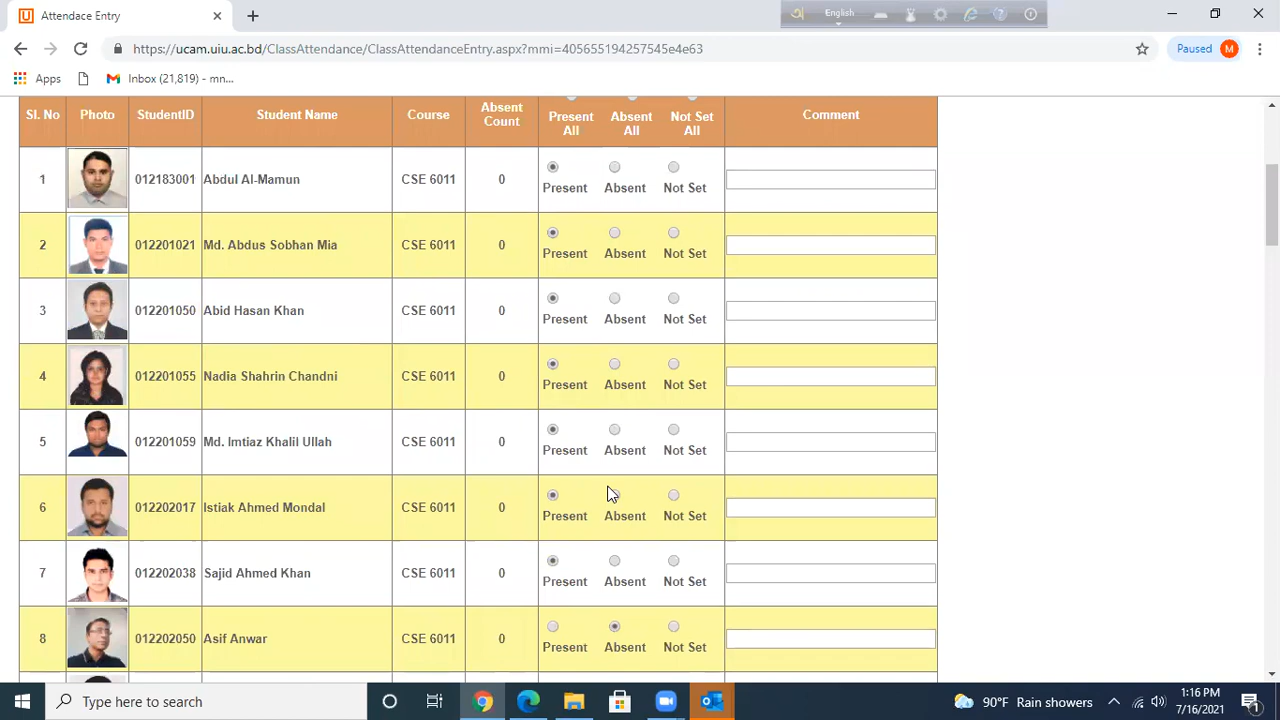 Attendace Entry
English
https://ucam.uiu.ac.bd/ClassAttendance/ClassAttendanceEntry.aspx?mmi=405655194257545e4e63
Paused M
Apps Inbox (21,819) - mn...
Sl. No Photo StudentID Student Name Course Absent Count Present All Absent All Not Set All Comment
1 012183001 Abdul Al-Mamun CSE 6011 0 Present Absent Not Set
2 012201021 Md. Abdus Sobhan Mia CSE 6011 0 Present Absent Not Set
3 012201050 Abid Hasan Khan CSE 6011 0 Present Absent Not Set
4 012201055 Nadia Shahrin Chandni CSE 6011 0 Present Absent Not Set
5 012201059 Md. Imtiaz Khalil Ullah CSE 6011 0 Present Absent Not Set
6 012202017 Istiak Ahmed Mondal CSE 6011 0 Present Absent Not Set
7 012202038 Sajid Ahmed Khan CSE 6011 0 Present Absent Not Set
8 012202050 Asif Anwar CSE 6011 0 Present Absent Not Set
Type here to search
90°F Rain showers
1:16 PM
7/16/2021
1